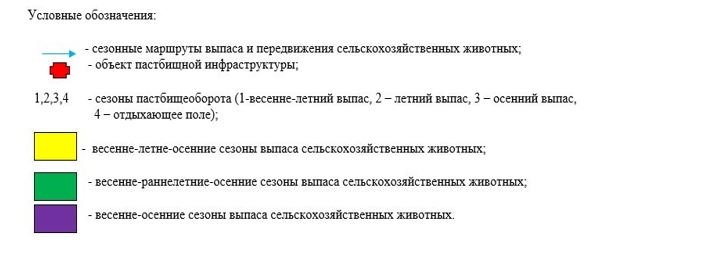 Условные обозначения:
- сезонные маршруты выпаса и передвижения сельскохозяйственных животных;
- объект пастбищной инфраструктуры;
1,2,3,4 - сезоны пастбищеоборота (1-весенне-летний выпас, 2 – летний выпас, 3 – осенний выпас,
4 – отдыхающее поле);
- весенне-летне-осенние сезоны выпаса сельскохозяйственных животных;
- весенне-раннелетние-осенние сезоны выпаса сельскохозяйственных животных;
- весенне-осенние сезоны выпаса сельскохозяйственных животных.